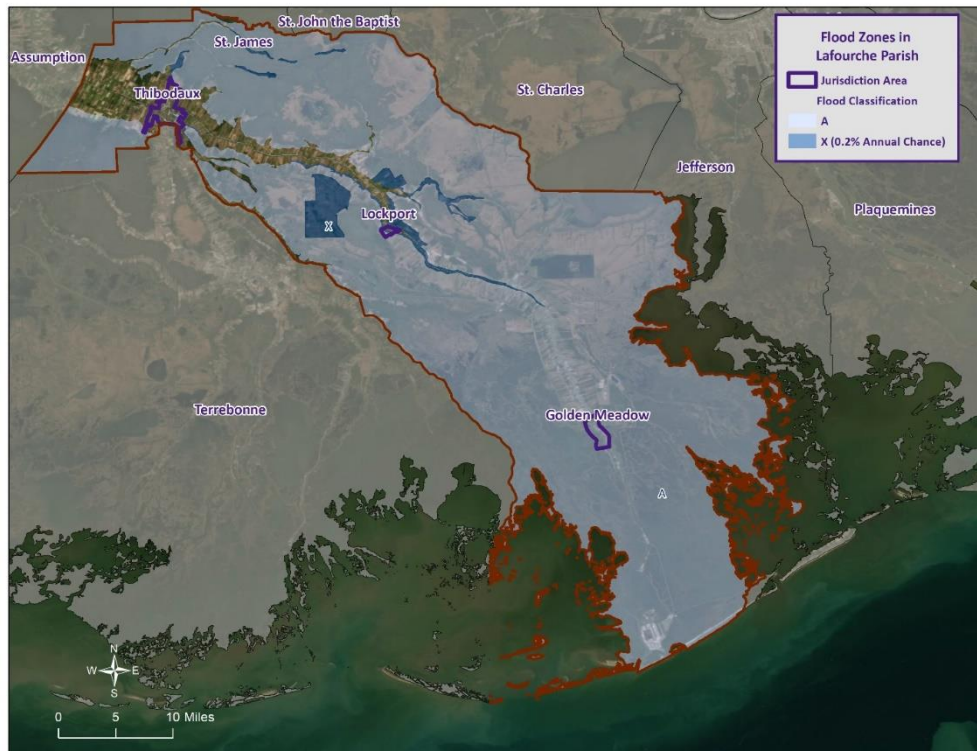 St. John the Baptist
St. James
Assumption
Thibodaux
St. Charles
Jefferson
Plaquemines
Lockport
X
Terrebonne
Golden Meadow
A
Flood Zones in
Lafourche Parish
Jurisdiction Area
Flood Classification
A
X (0.2% Annual Chance)
N
W E
S
0 5 10 Miles